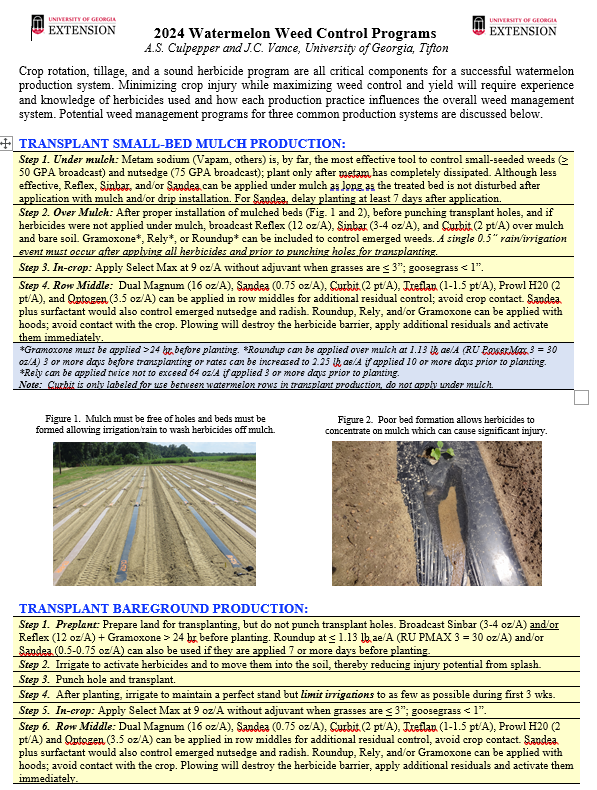 UNIVERSITY OF GEORGIA
EXTENSION
2024 Watermelon Weed Control Programs
UNIVERSITY OF GEORGIA
EXTENSION
A.S. Culpepper and J.C. Vance, University of Georgia, Tifton
Crop rotation, tillage, and a sound herbicide program are all critical components for a successful watermelon
production system. Minimizing crop injury while maximizing weed control and yield will require experience
and knowledge of herbicides used and how each production practice influences the overall weed management
system. Potential weed management programs for three common production systems are discussed below.
TRANSPLANT SMALL-BED MULCH PRODUCTION:
Step 1. Under mulch: Metam sodium (Vapam, others) is, by far, the most effective tool to control small-seeded weeds (≥
50 GPA broadcast) and nutsedge (75 GPA broadcast); plant only after metam has completely dissipated. Although less
effective, Reflex, Sinbar, and/or Sandea can be applied under mulch as long as the treated bed is not disturbed after
application with mulch and/or drip installation. For Sandea, delay planting at least 7 days after application.
Step 2. Over Mulch: After proper installation of mulched beds (Fig. 1 and 2), before punching transplant holes, and if
herbicides were not applied under mulch, broadcast Reflex (12 oz/A), Sinbar (3-4 oz/A), and Curbit (2 pt/A) over mulch
and bare soil. Gramoxone*, Rely*, or Roundup* can be included to control emerged weeds. A single 0.5” rain/irrigation
event must occur after applying all herbicides and prior to punching holes for transplanting.
Step 3. In-crop: Apply Select Max at 9 oz/A without adjuvant when grasses are ≤ 3”; goosegrass < 1”.
Step 4. Row Middle: Dual Magnum (16 oz/A), Sandea (0.75 oz/A), Curbit (2 pt/A), Treflan (1-1.5 pt/A), Prowl H20 (2
pt/A), and Optogen (3.5 oz/A) can be applied in row middles for additional residual control; avoid crop contact. Sandea
plus surfactant would also control emerged nutsedge and radish. Roundup, Rely, and/or Gramoxone can be applied with
hoods; avoid contact with the crop. Plowing will destroy the herbicide barrier, apply additional residuals and activate
them immediately.
*Gramoxone must be applied >24 hr before planting. *Roundup can be applied over mulch at 1.13 lb ae/A (RU PowerMax 3 = 30
oz/A) 3 or more days before transplanting or rates can be increased to 2.25 lb ae/A if applied 10 or more days prior to planting.
*Rely can be applied twice not to exceed 64 oz/A if applied 3 or more days prior to planting.
Note: Curbit is only labeled for use between watermelon rows in transplant production, do not apply under mulch.
Figure 1. Mulch must be free of holes and beds must be
formed allowing irrigation/rain to wash herbicides off mulch.
Figure 2. Poor bed formation allows herbicides to
concentrate on mulch which can cause significant injury.
TRANSPLANT BAREGROUND PRODUCTION:
Step 1. Preplant: Prepare land for transplanting, but do not punch transplant holes. Broadcast Sinbar (3-4 oz/A) and/or
Reflex (12 oz/A) + Gramoxone > 24 hr before planting. Roundup at ≤ 1.13 lb ae/A (RU PMAX 3 = 30 oz/A) and/or
Sandea (0.5-0.75 oz/A) can also be used if they are applied 7 or more days before planting.
Step 2. Irrigate to activate herbicides and to move them into the soil, thereby reducing injury potential from splash.
Step 3. Punch hole and transplant.
Step 4. After planting, irrigate to maintain a perfect stand but limit irrigations to as few as possible during first 3 wks.
Step 5. In-crop: Apply Select Max at 9 oz/A without adjuvant when grasses are ≤ 3”; goosegrass < 1”.
Step 6. Row Middle: Dual Magnum (16 oz/A), Sandea (0.75 oz/A), Curbit (2 pt/A), Treflan (1-1.5 pt/A), Prowl H20 (2
pt/A) and Optogen (3.5 oz/A) can be applied in row middles for additional residual control, avoid crop contact. Sandea
plus surfactant would also control emerged nutsedge and radish. Roundup, Rely, and/or Gramoxone can be applied with
hoods; avoid contact with the crop. Plowing will destroy the herbicide barrier, apply additional residuals and activate them
immediately.